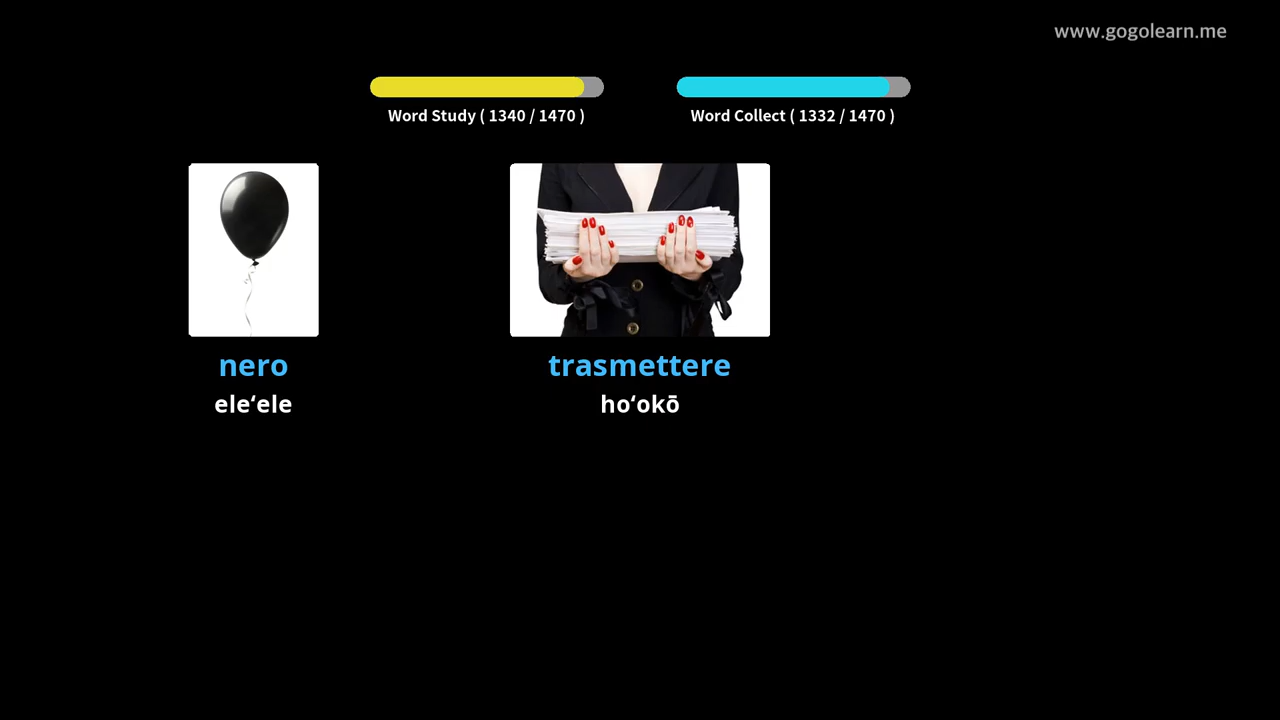 www.gogolearn.me
Word Study ( 1340 / 1470 )
Word Collect ( 1332 / 1470 )
nero
trasmettere
eleʻele
hoʻokō